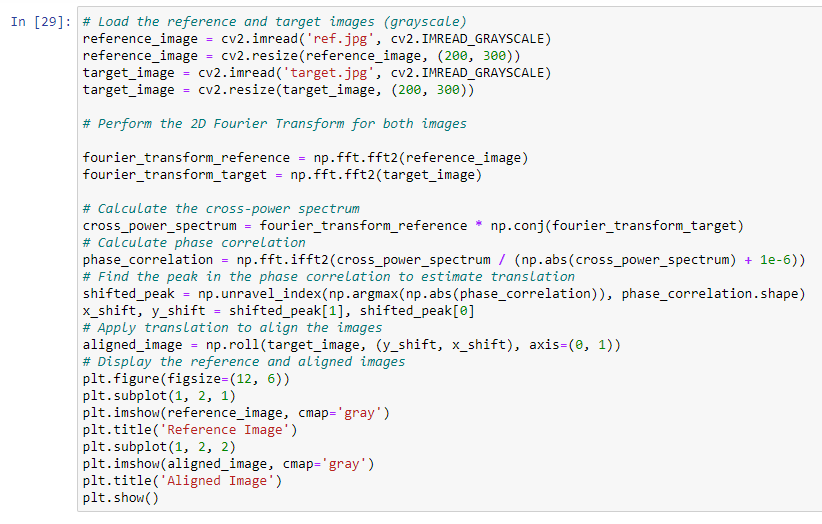 In [29]: # Load the reference and target images (grayscale)
reference_image = cv2.imread('ref.jpg', cv2.IMREAD_GRAYSCALE)
reference_image = cv2.resize(reference_image, (200, 300))
target_image = cv2.imread('target.jpg', cv2.IMREAD_GRAYSCALE)
target_image = cv2.resize(target_image, (200, 300))

# Perform the 2D Fourier Transform for both images

fourier_transform_reference = np.fft.fft2(reference_image)
fourier_transform_target = np.fft.fft2(target_image)

# Calculate the cross-power spectrum
cross_power_spectrum = fourier_transform_reference * np.conj(fourier_transform_target)
# Calculate phase correlation
phase_correlation = np.fft.ifft2(cross_power_spectrum / (np.abs(cross_power_spectrum) + 1e-6))
# Find the peak in the phase correlation to estimate translation
shifted_peak = np.unravel_index(np.argmax(np.abs(phase_correlation)), phase_correlation.shape)
x_shift, y_shift = shifted_peak[1], shifted_peak[0]
# Apply translation to align the images
aligned_image = np.roll(target_image, (y_shift, x_shift), axis=(0, 1))
# Display the reference and aligned images
plt.figure(figsize=(12, 6))
plt.subplot(1, 2, 1)
plt.imshow(reference_image, cmap='gray')
plt.title('Reference Image')
plt.subplot(1, 2, 2)
plt.imshow(aligned_image, cmap='gray')
plt.title('Aligned Image')
plt.show()